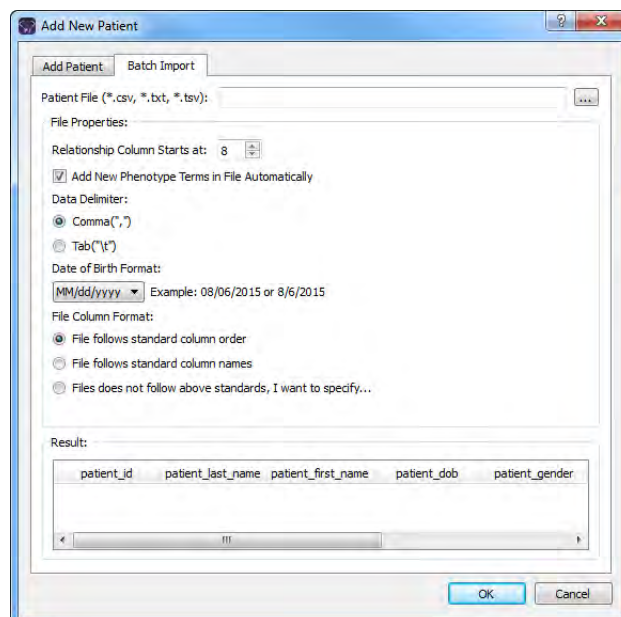 Add New Patient
Add Patient Batch Import
Patient File (*.csv, *.txt, *.tsv): ...
File Properties:
Relationship Column Starts at: 8
Add New Phenotype Terms in File Automatically
Data Delimiter:
Comma(",")
Tab("\t")
Date of Birth Format:
MM/dd/yyyy Example: 08/06/2015 or 8/6/2015
File Column Format:
File follows standard column order
File follows standard column names
Files does not follow above standards, I want to specify...
Result:
patient_id patient_last_name patient_first_name patient_dob patient_gender
OK Cancel